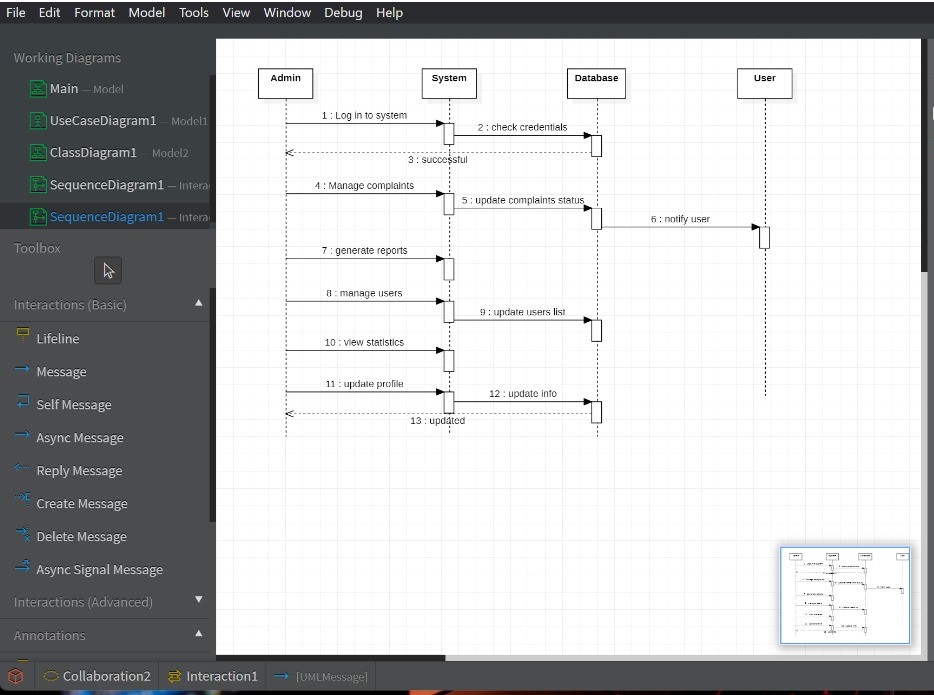 File Edit Format Model Tools View Window Debug Help
Working Diagrams
Main — Model
UseCaseDiagram1 — Model1
ClassDiagram1 — Model2
SequenceDiagram1 — Intera
SequenceDiagram1 — Intera
Toolbox
Interactions (Basic)
Lifeline
Message
Self Message
Async Message
Reply Message
Create Message
Delete Message
Async Signal Message
Interactions (Advanced)
Annotations
Admin System Database User
1 : Log in to system
2 : check credentials
3 : successful
4 : Manage complaints
5 : update complaints status
6 : notify user
7 : generate reports
8 : manage users
9 : update users list
10 : view statistics
11 : update profile
12 : update info
13 : updated
Collaboration2 Interaction1 [UMLMessage]